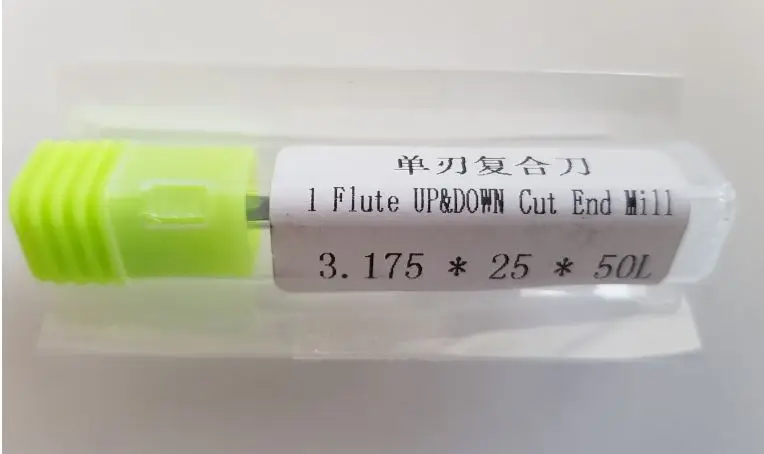 单刃复合刀
1 Flute UP&DOWN Cut End Mill
3.175 * 25 * 50L